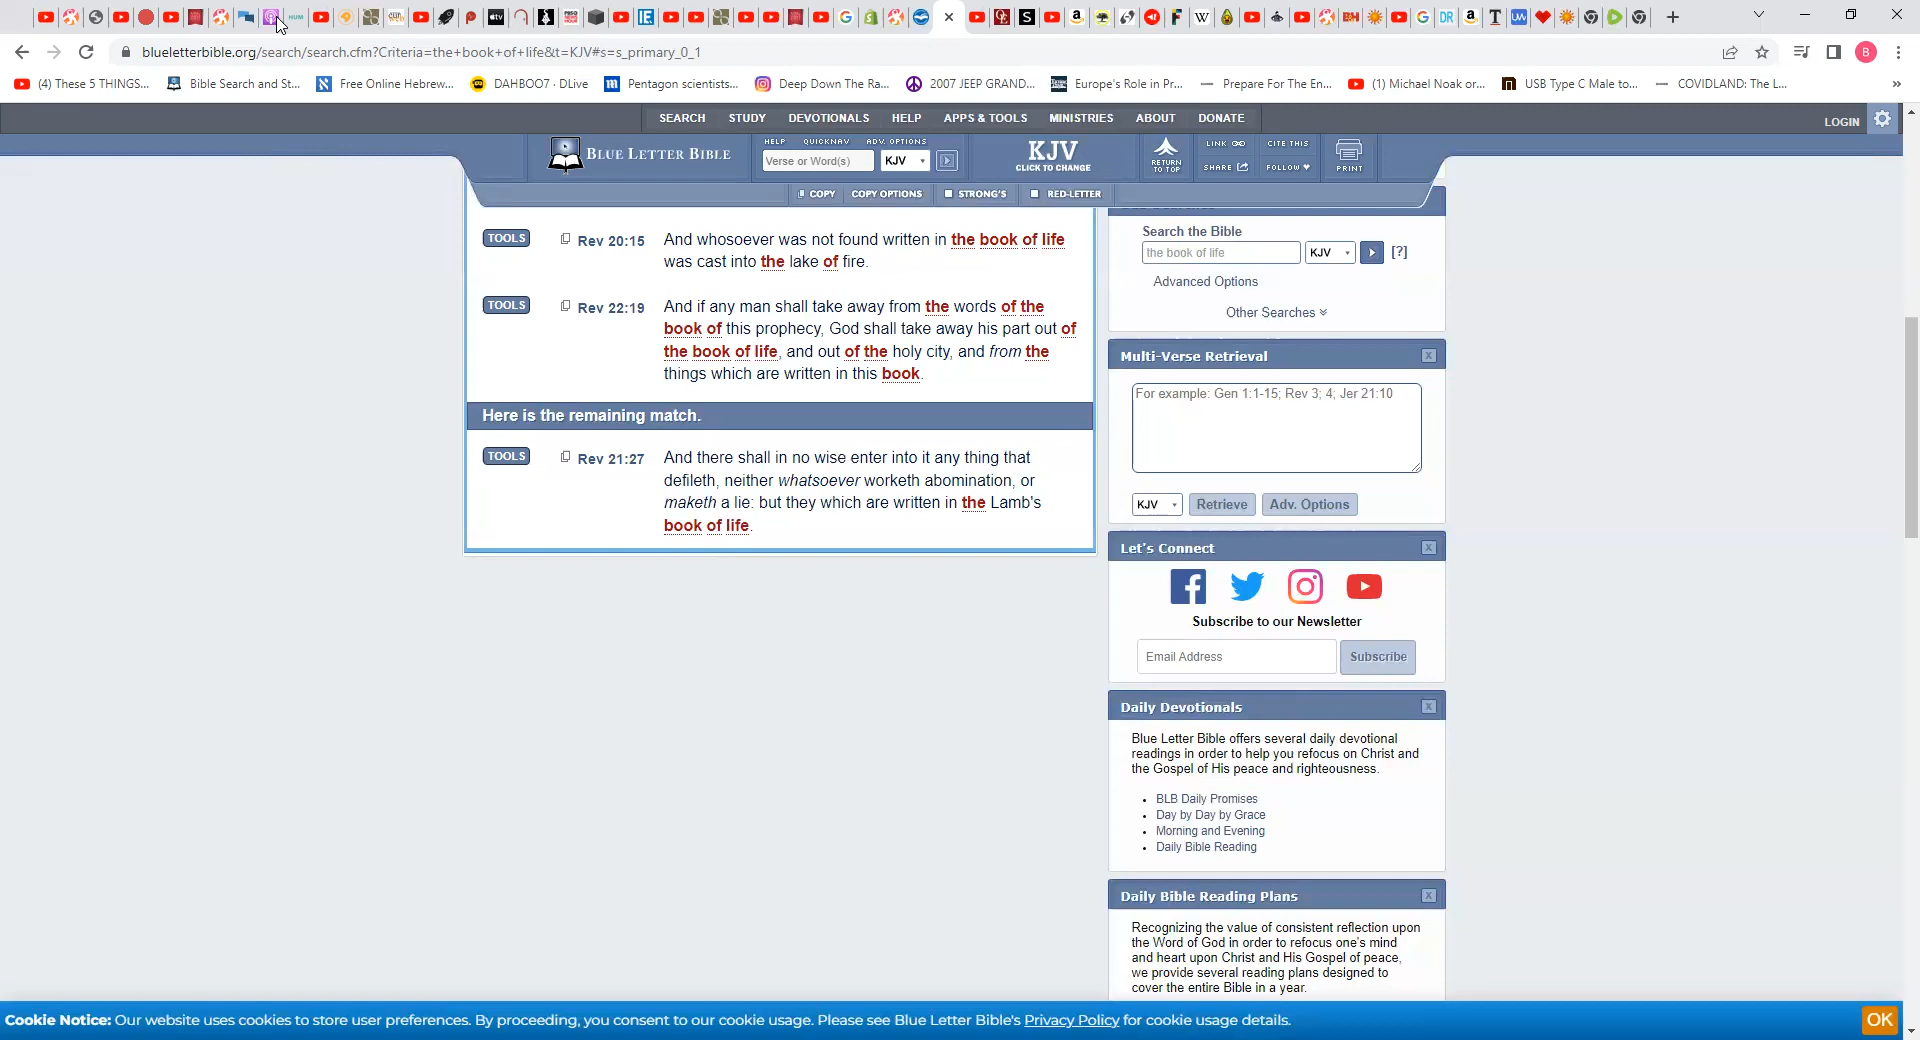 blueletterbible.org/search/search.cfm?Criteria=the+book+of+life&t=KJV#s=s_primary_0_1
B
(4) These 5 THINGS... Bible Search and St... Free Online Hebrew... DAHBOO7 · DLive Pentagon scientists... Deep Down The Ra... 2007 JEEP GRAND... Europe's Role in Pr... Prepare For The En... (1) Michael Noak or... USB Type C Male to... COVIDLAND: The L... »
SEARCH STUDY DEVOTIONALS HELP APPS & TOOLS MINISTRIES ABOUT DONATE
LOGIN
BLUE LETTER BIBLE
HELP QUICKNAV ADV. OPTIONS
Verse or Word(s) KJV
KJV
CLICK TO CHANGE
RETURN
TO TOP
LINK CITE THIS
SHARE FOLLOW
PRINT
COPY COPY OPTIONS STRONG'S RED-LETTER
TOOLS Rev 20:15 And whosoever was not found written in the book of life
was cast into the lake of fire.
TOOLS Rev 22:19 And if any man shall take away from the words of the
book of this prophecy, God shall take away his part out of
the book of life, and out of the holy city, and from the
things which are written in this book.
Here is the remaining match.
TOOLS Rev 21:27 And there shall in no wise enter into it any thing that
defileth, neither whatsoever worketh abomination, or
maketh a lie: but they which are written in the Lamb's
book of life.
Search the Bible
the book of life KJV [?]
Advanced Options
Other Searches
Multi-Verse Retrieval X
For example: Gen 1:1-15; Rev 3; 4; Jer 21:10
KJV Retrieve Adv. Options
Let's Connect X
Subscribe to our Newsletter
Email Address Subscribe
Daily Devotionals X
Blue Letter Bible offers several daily devotional
readings in order to help you refocus on Christ and
the Gospel of His peace and righteousness.
• BLB Daily Promises
• Day by Day by Grace
• Morning and Evening
• Daily Bible Reading
Daily Bible Reading Plans X
Recognizing the value of consistent reflection upon
the Word of God in order to refocus one's mind
and heart upon Christ and His Gospel of peace,
we provide several reading plans designed to
cover the entire Bible in a year.
Cookie Notice: Our website uses cookies to store user preferences. By proceeding, you consent to our cookie usage. Please see Blue Letter Bible's Privacy Policy for cookie usage details.
OK